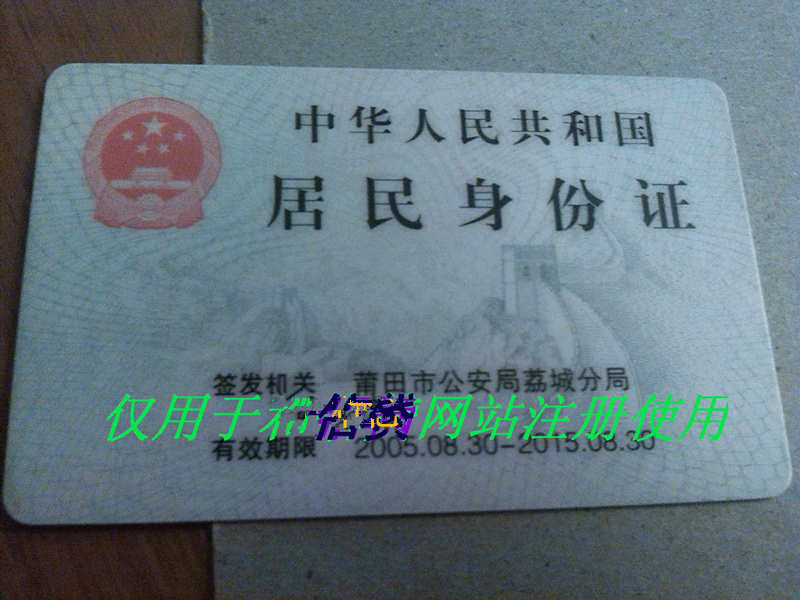 中华人民共和国
居民身份证
签发机关 莆田市公安局荔城分局
仅用于 网站注册使用
有效期限 2005.08.30-2015.08.30